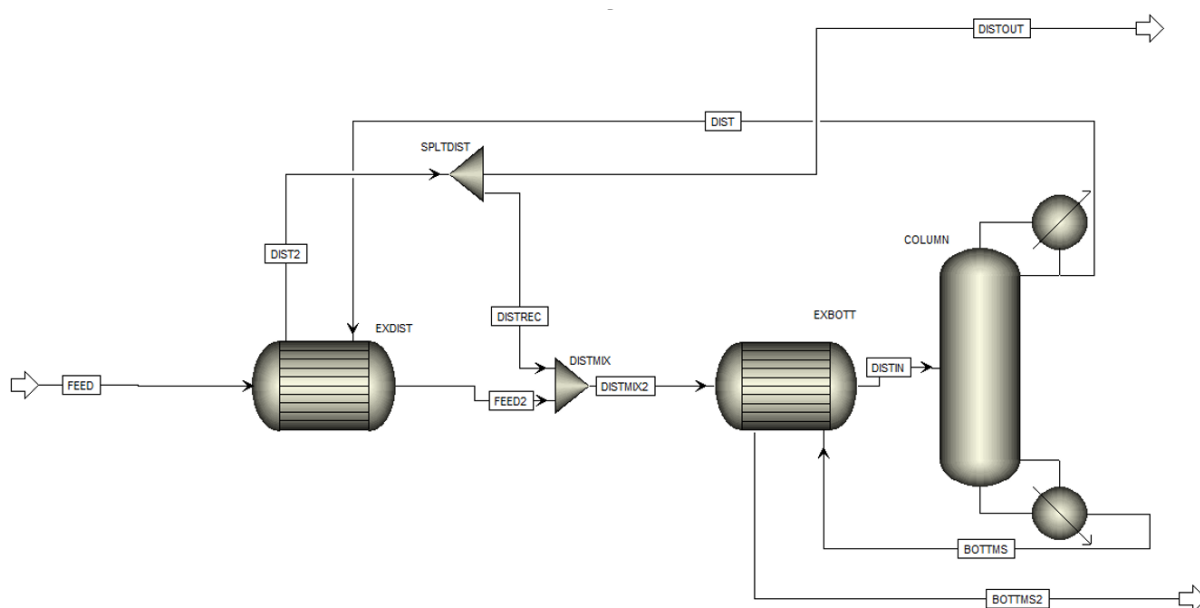 DISTOUT
DIST
SPLTDIST
COLUMN
DIST2
DISTREC
EXBOTT
EXDIST
DISTMIX
DISTIN
FEED
DISTMIX2
FEED2
BOTTMS
BOTTMS2